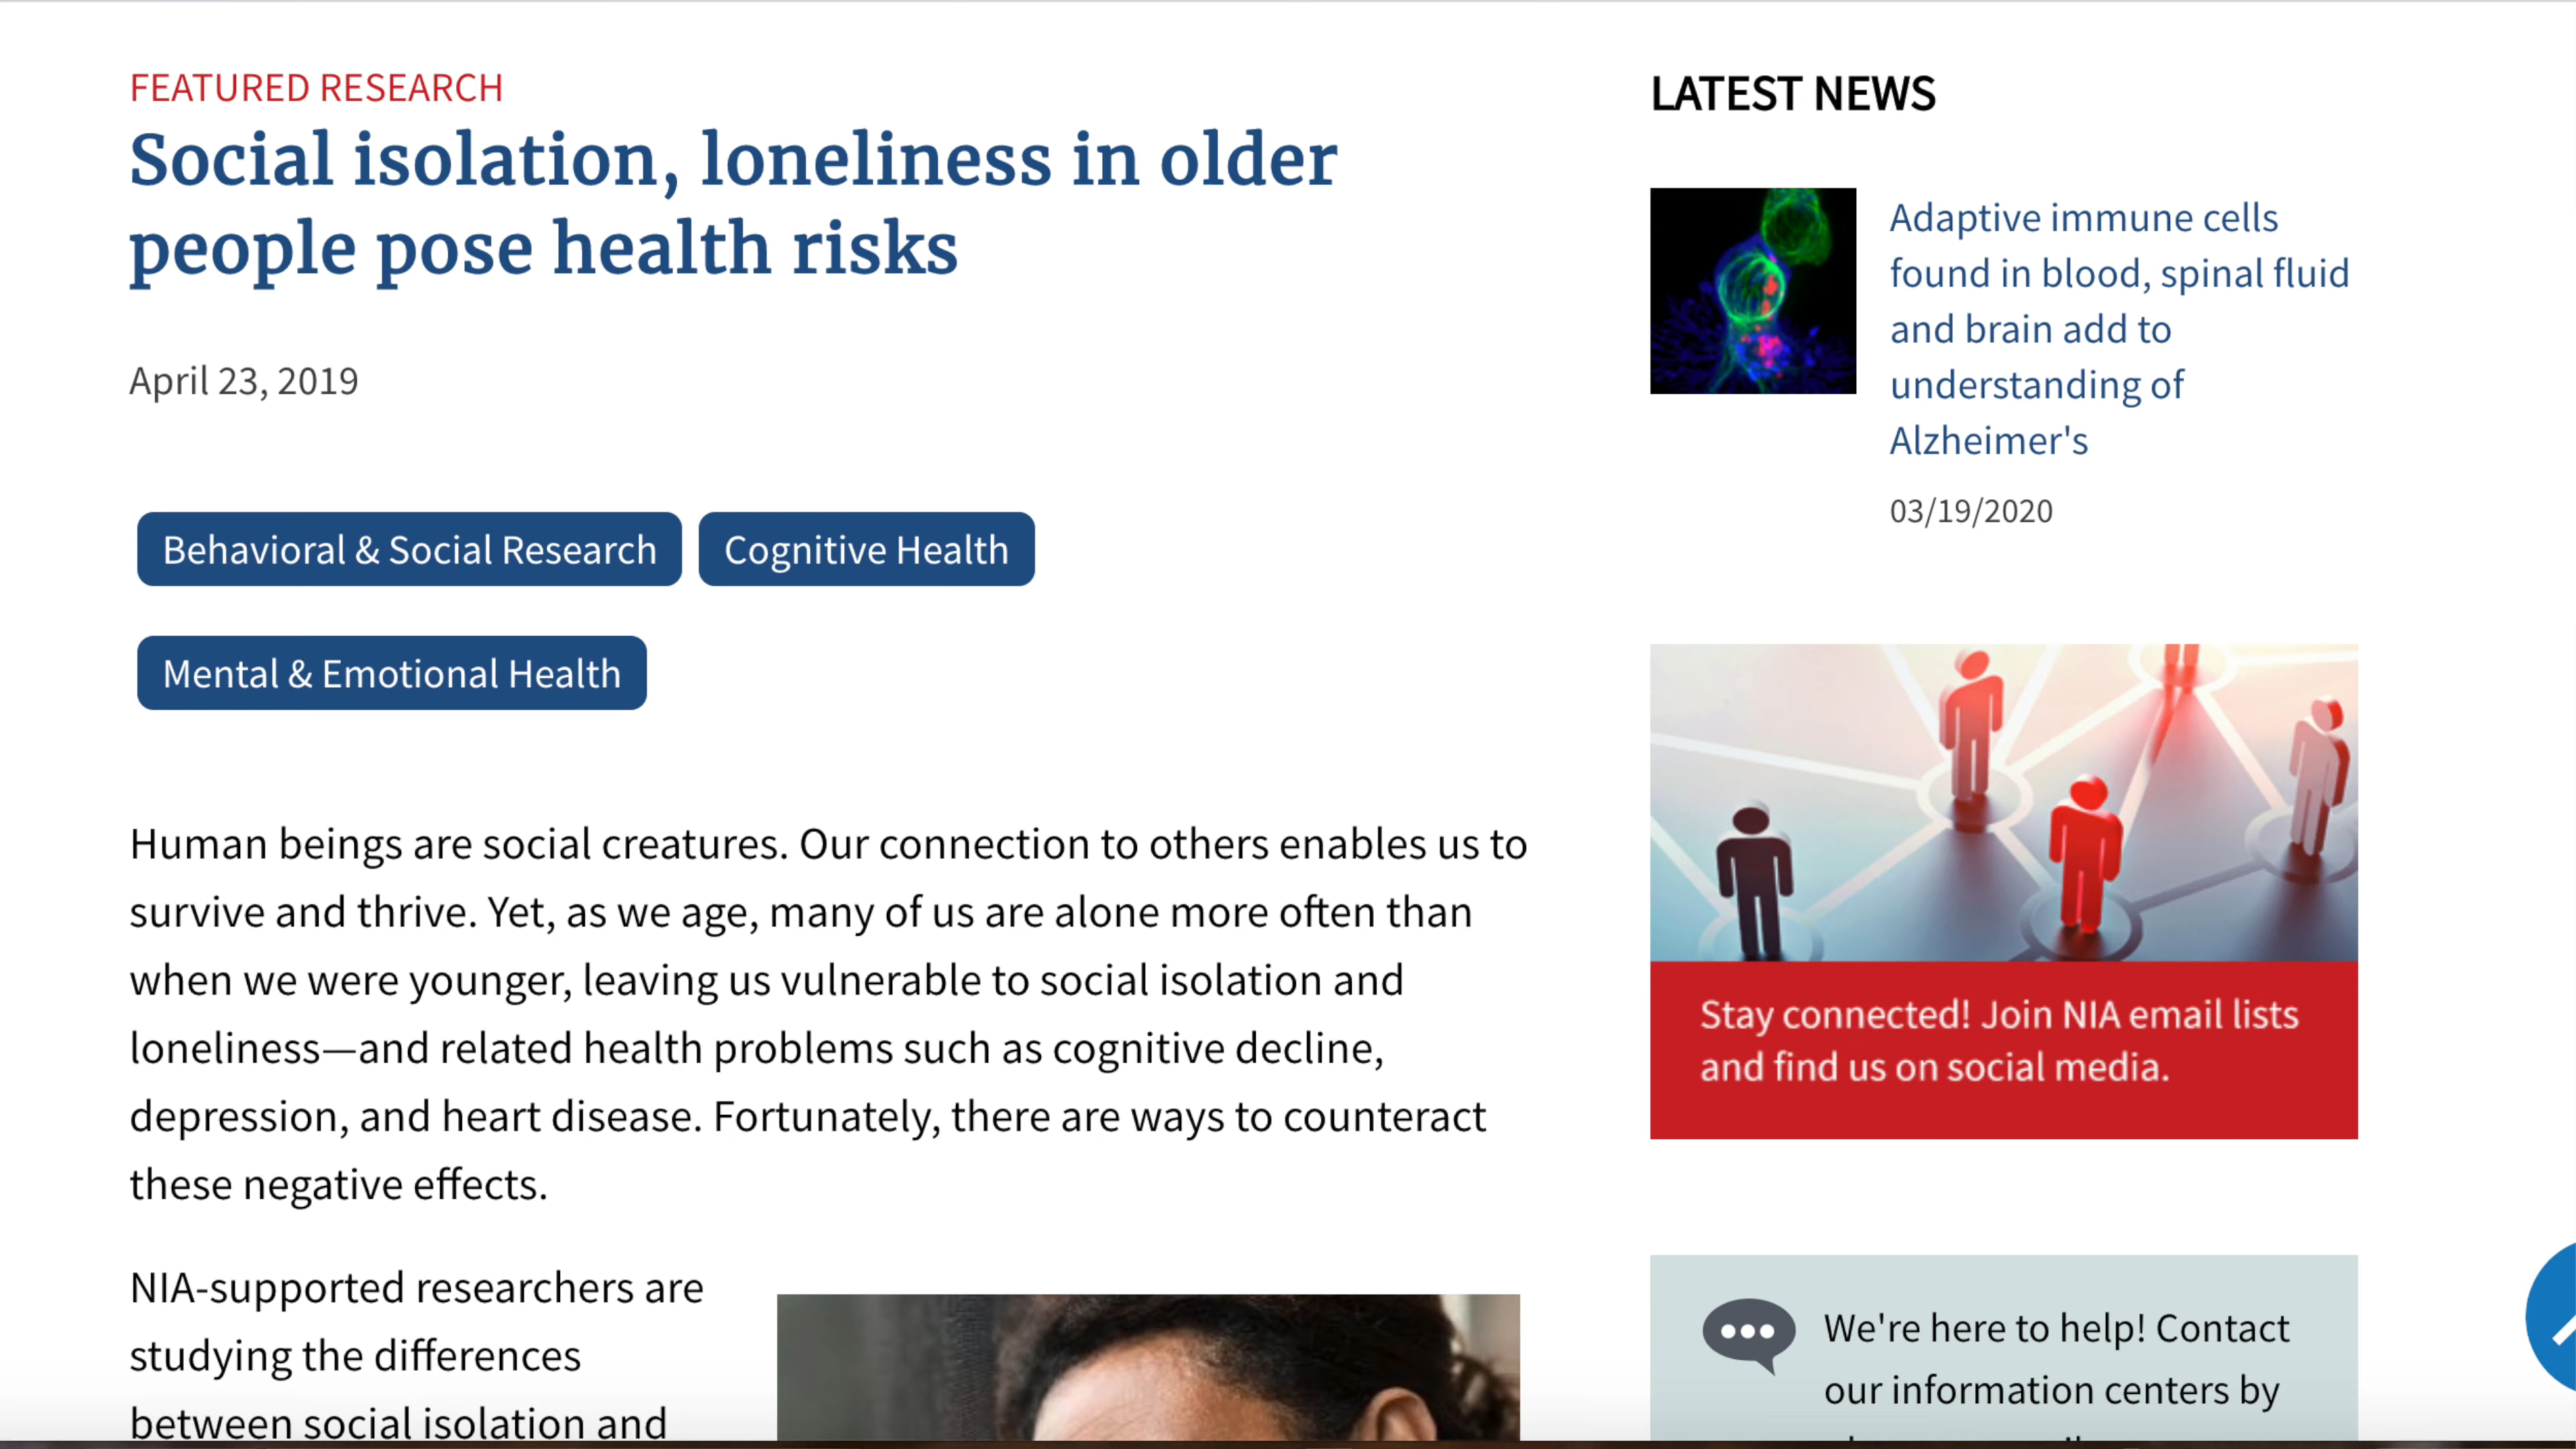 FEATURED RESEARCH
Social isolation, loneliness in older
people pose health risks
April 23, 2019
Behavioral & Social Research
Cognitive Health
Mental & Emotional Health
Human beings are social creatures. Our connection to others enables us to
survive and thrive. Yet, as we age, many of us are alone more often than
when we were younger, leaving us vulnerable to social isolation and
loneliness—and related health problems such as cognitive decline,
depression, and heart disease. Fortunately, there are ways to counteract
these negative effects.
NIA-supported researchers are
studying the differences
between social isolation and
LATEST NEWS
Adaptive immune cells
found in blood, spinal fluid
and brain add to
understanding of
Alzheimer's
03/19/2020
Stay connected! Join NIA email lists
and find us on social media.
We're here to help! Contact
our information centers by